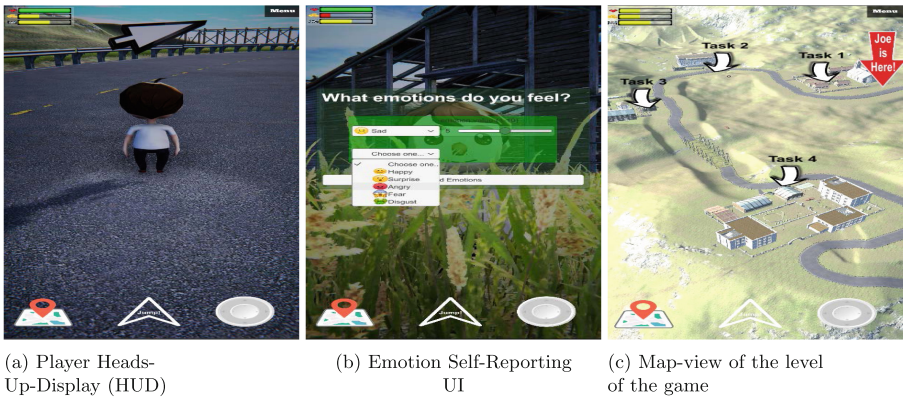 Menu
What emotions do you feel?
Sad
5
Choose one...
Choose one...
Happy
Surprise
Angry
Fear
Disgust
d Emotions
Jump!
Menu
Joe
is
Here!
Task 2
Task 1
Task 3
Task 4
Jump!
(a) Player Heads-
Up-Display (HUD)
(b) Emotion Self-Reporting
UI
(c) Map-view of the level
of the game